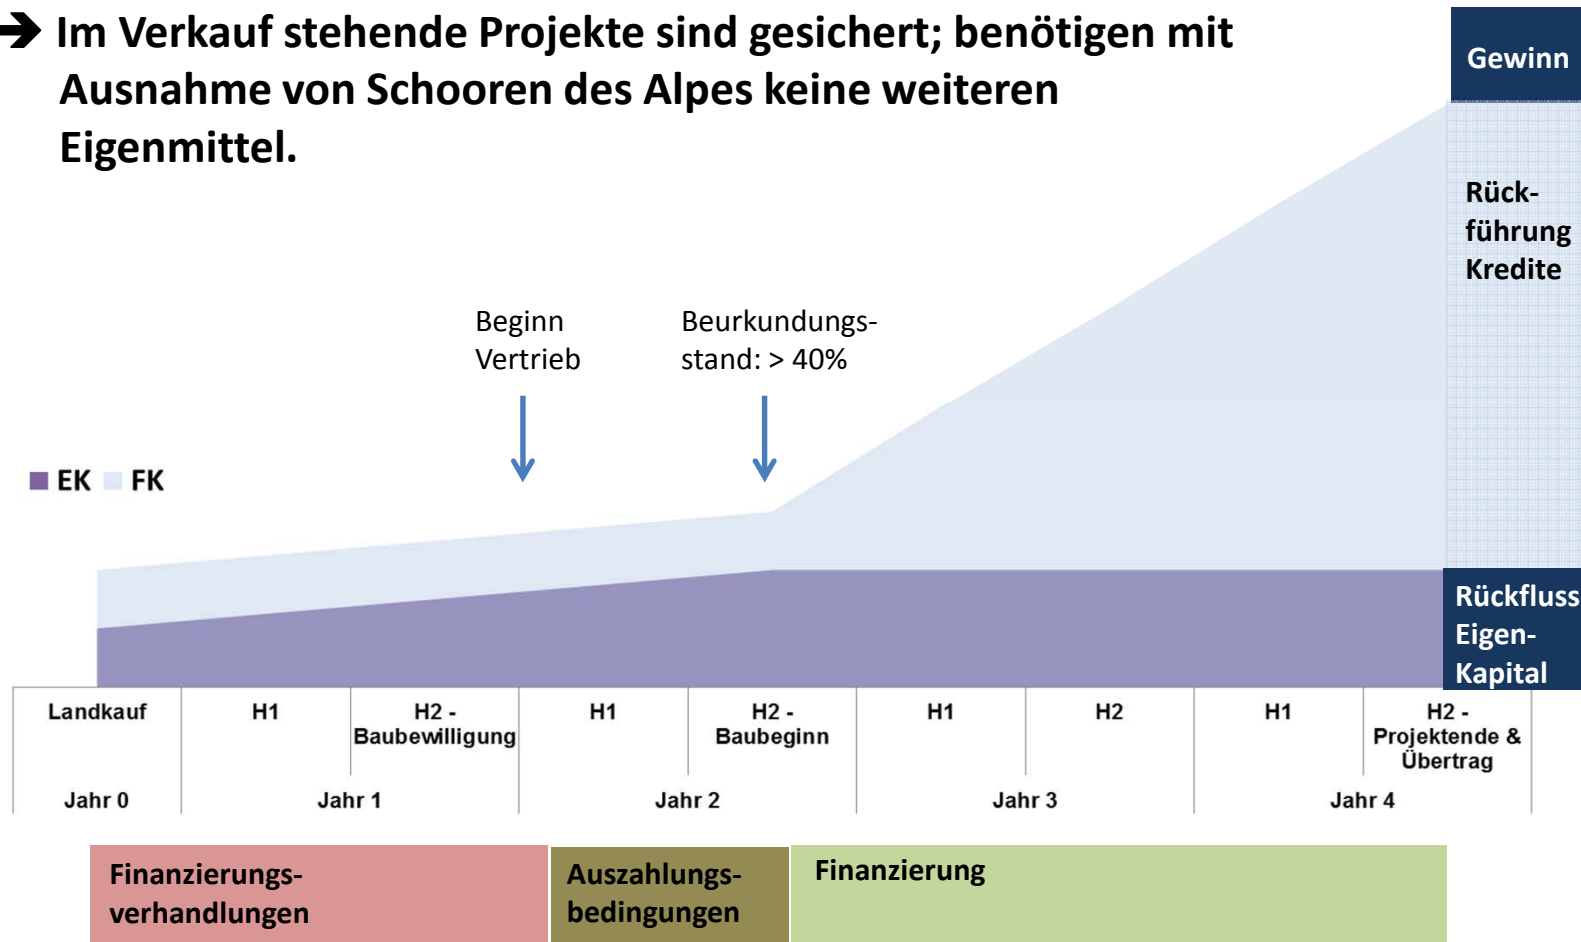 ➔ Im Verkauf stehende Projekte sind gesichert; benötigen mit
Ausnahme von Schooren des Alpes keine weiteren
Eigenmittel.
Gewinn
Rück-
führung
Kredite
Beginn
Vertrieb
Beurkundungs-
stand: > 40%
EK FK
Rückfluss
Eigen-
Kapital
Landkauf H1 H2 - H1 H2 - H1 H2 H1 H2 -
Baubewilligung Baubeginn Projektende &
Übertrag
Jahr 0 Jahr 1 Jahr 2 Jahr 3 Jahr 4
Finanzierungs-
verhandlungen
Auszahlungs-
bedingungen
Finanzierung